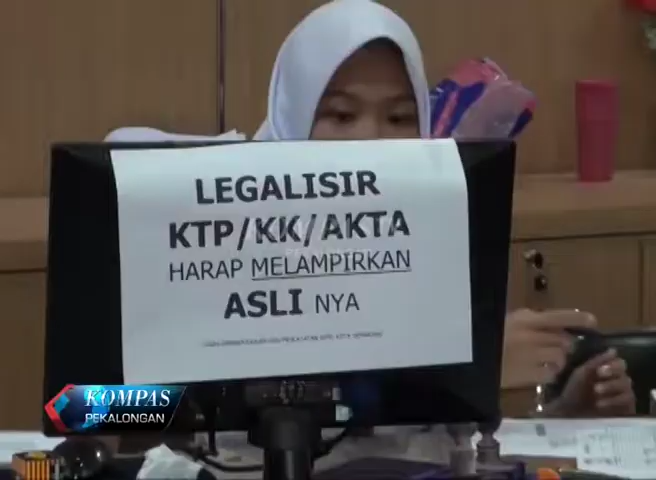 LEGALISIR
KTP/KK/AKTA
HARAP MELAMPIRKAN
ASLI NYA
KOMPAS
PEKALONGAN